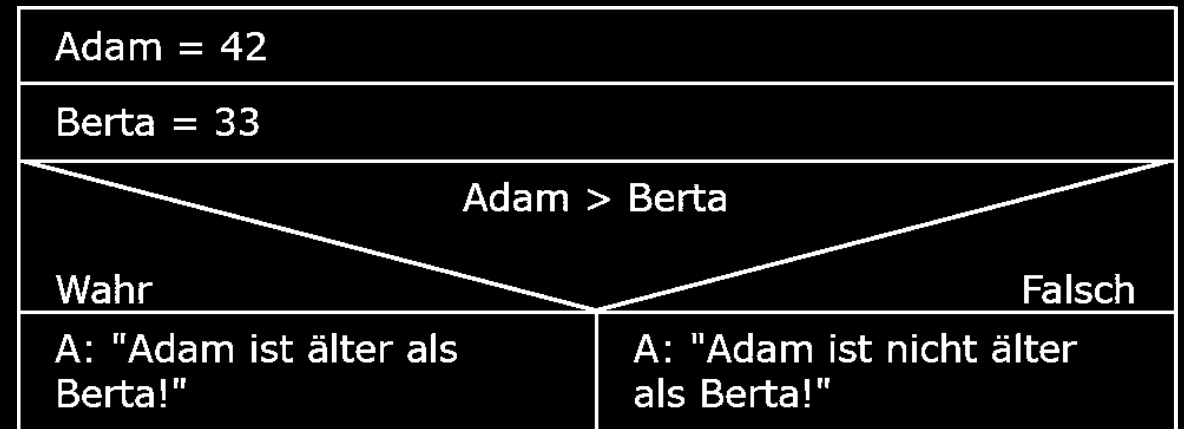 Adam = 42
Berta = 33
Adam > Berta
Wahr
Falsch
A: "Adam ist älter als
Berta!"
A: "Adam ist nicht älter
als Berta!"